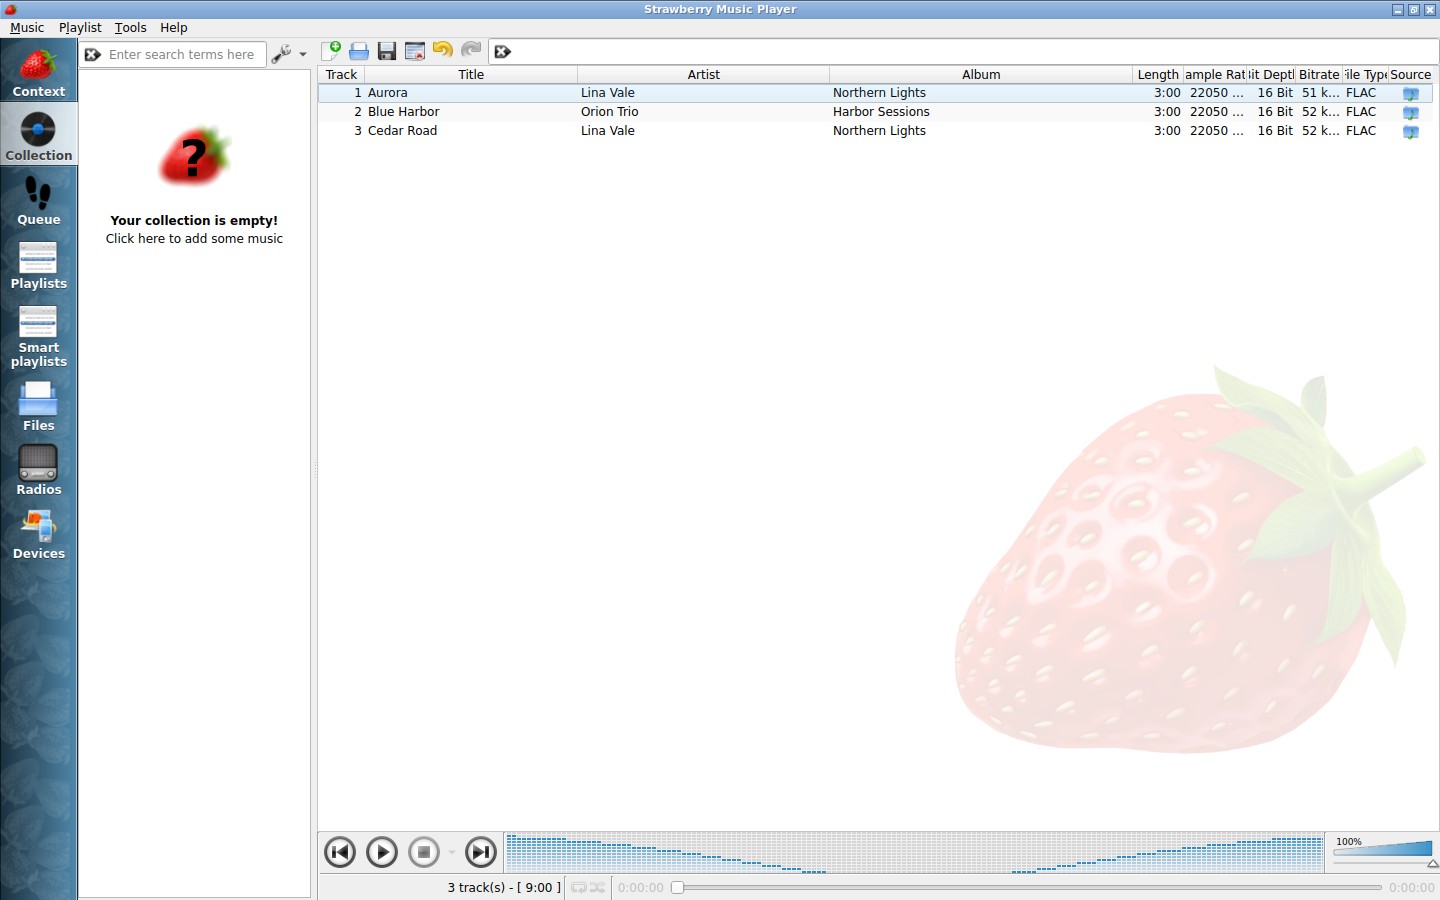 Strawberry Music Player
Music Playlist Tools Help
Enter search terms here
Context
Collection
Queue
Playlists
Smart
playlists
Files
Radios
Devices
?
Your collection is empty!
Click here to add some music
Track Title Artist Album Length ample Rat it Dept Bitrate ile Type Source
1 Aurora Lina Vale Northern Lights 3:00 22050 ... 16 Bit 51 k... FLAC
2 Blue Harbor Orion Trio Harbor Sessions 3:00 22050 ... 16 Bit 52 k... FLAC
3 Cedar Road Lina Vale Northern Lights 3:00 22050 ... 16 Bit 52 k... FLAC
100%
3 track(s) - [ 9:00 ]
0:00:00
0:00:00